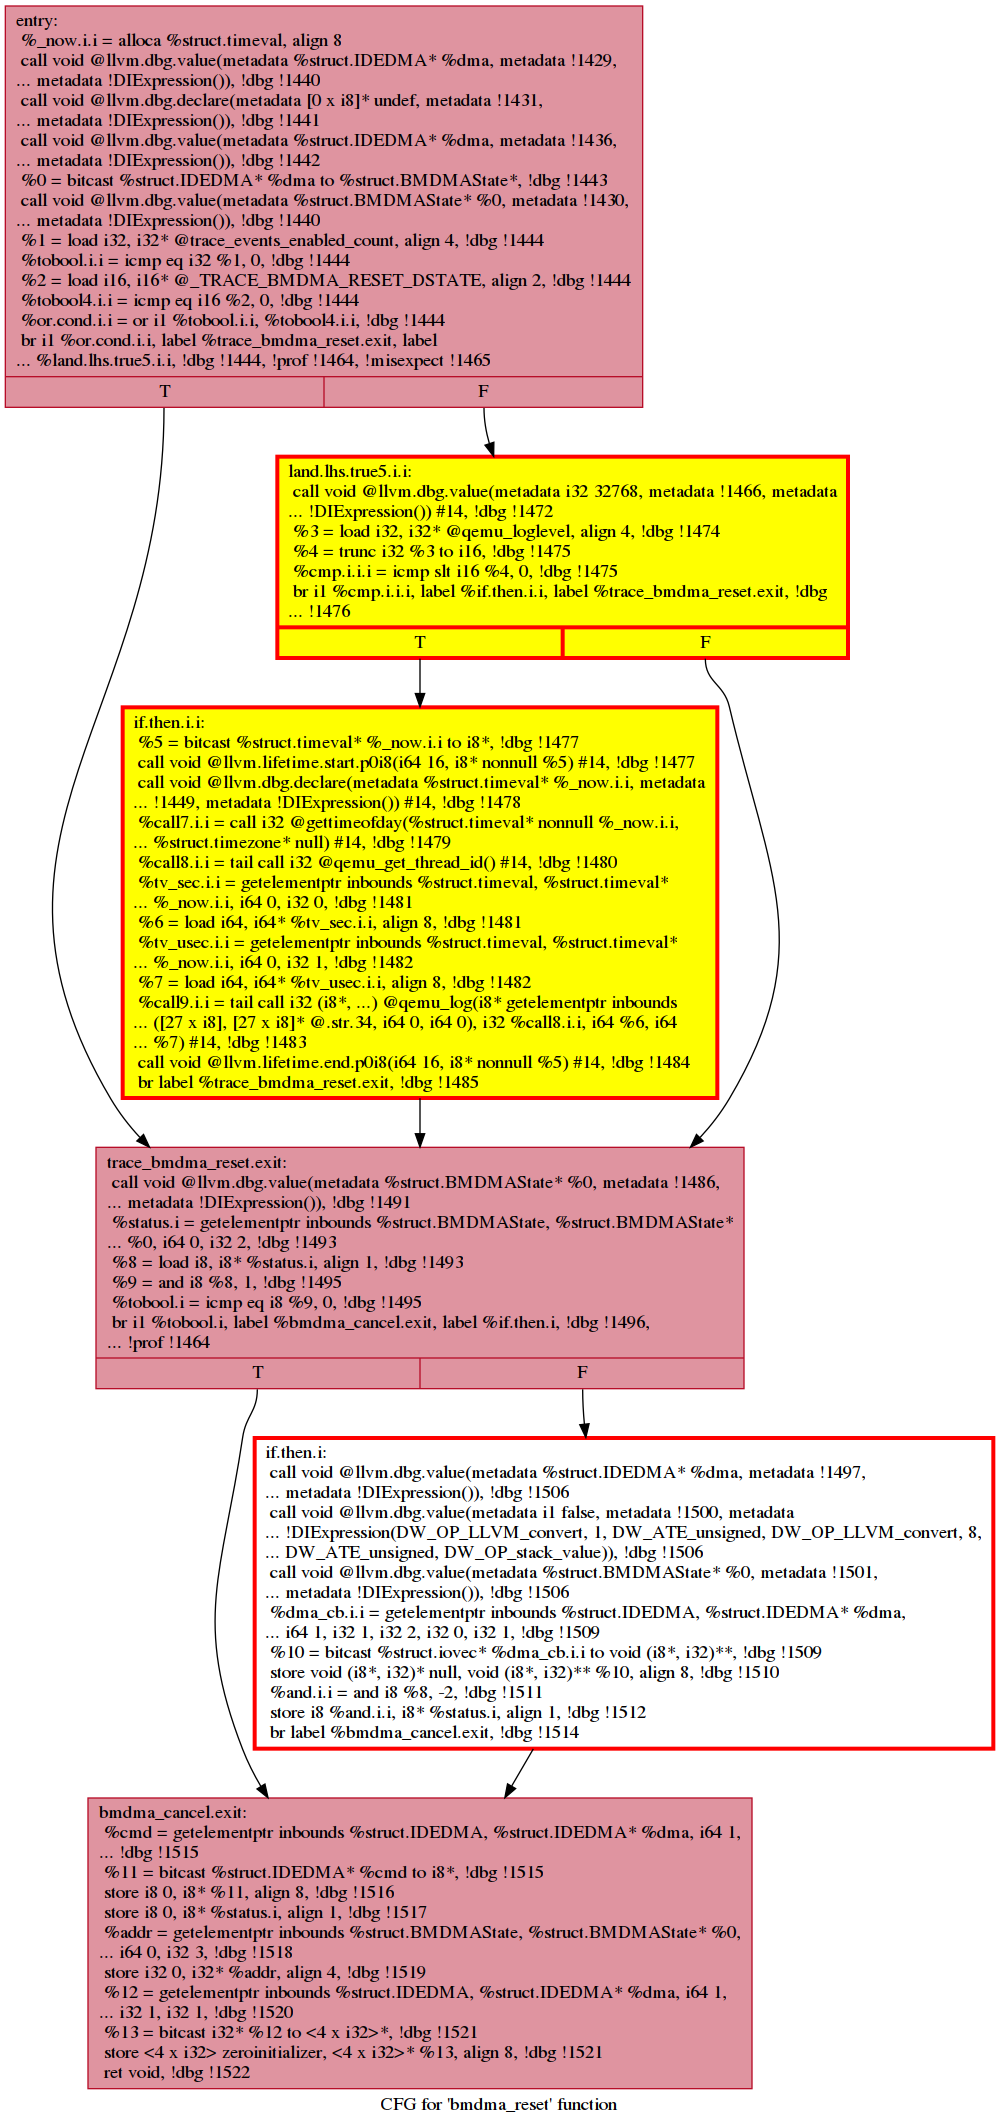 entry:
%_now.i.i = alloca %struct.timeval, align 8
call void @llvm.dbg.value(metadata %struct.IDEDMA* %dma, metadata !1429,
... metadata !DIExpression()), !dbg !1440
call void @llvm.dbg.declare(metadata [0 x i8]* undef, metadata !1431,
... metadata !DIExpression()), !dbg !1441
call void @llvm.dbg.value(metadata %struct.IDEDMA* %dma, metadata !1436,
... metadata !DIExpression()), !dbg !1442
%0 = bitcast %struct.IDEDMA* %dma to %struct.BMDMAState*, !dbg !1443
call void @llvm.dbg.value(metadata %struct.BMDMAState* %0, metadata !1430,
... metadata !DIExpression()), !dbg !1440
%1 = load i32, i32* @trace_events_enabled_count, align 4, !dbg !1444
%tobool.i.i = icmp eq i32 %1, 0, !dbg !1444
%2 = load i16, i16* @_TRACE_BMDMA_RESET_DSTATE, align 2, !dbg !1444
%tobool4.i.i = icmp eq i16 %2, 0, !dbg !1444
%or.cond.i.i = or i1 %tobool.i.i, %tobool4.i.i, !dbg !1444
br i1 %or.cond.i.i, label %trace_bmdma_reset.exit, label
... %land.lhs.true5.i.i, !dbg !1444, !prof !1464, !misexpect !1465
T F
land.lhs.true5.i.i:
call void @llvm.dbg.value(metadata i32 32768, metadata !1466, metadata
... !DIExpression()) #14, !dbg !1472
%3 = load i32, i32* @qemu_loglevel, align 4, !dbg !1474
%4 = trunc i32 %3 to i16, !dbg !1475
%cmp.i.i.i = icmp slt i16 %4, 0, !dbg !1475
br i1 %cmp.i.i.i, label %if.then.i.i, label %trace_bmdma_reset.exit, !dbg
... !1476
T F
if.then.i.i:
%5 = bitcast %struct.timeval* %_now.i.i to i8*, !dbg !1477
call void @llvm.lifetime.start.p0i8(i64 16, i8* nonnull %5) #14, !dbg !1477
call void @llvm.dbg.declare(metadata %struct.timeval* %_now.i.i, metadata
... !1449, metadata !DIExpression()) #14, !dbg !1478
%call7.i.i = call i32 @gettimeofday(%struct.timeval* nonnull %_now.i.i,
... %struct.timezone* null) #14, !dbg !1479
%call8.i.i = tail call i32 @qemu_get_thread_id() #14, !dbg !1480
%tv_sec.i.i = getelementptr inbounds %struct.timeval, %struct.timeval*
... %_now.i.i, i64 0, i32 0, !dbg !1481
%6 = load i64, i64* %tv_sec.i.i, align 8, !dbg !1481
%tv_usec.i.i = getelementptr inbounds %struct.timeval, %struct.timeval*
... %_now.i.i, i64 0, i32 1, !dbg !1482
%7 = load i64, i64* %tv_usec.i.i, align 8, !dbg !1482
%call9.i.i = tail call i32 (i8*, ...) @qemu_log(i8* getelementptr inbounds
... ([27 x i8], [27 x i8]* @.str.34, i64 0, i64 0), i32 %call8.i.i, i64 %6, i64
... %7) #14, !dbg !1483
call void @llvm.lifetime.end.p0i8(i64 16, i8* nonnull %5) #14, !dbg !1484
br label %trace_bmdma_reset.exit, !dbg !1485
trace_bmdma_reset.exit:
call void @llvm.dbg.value(metadata %struct.BMDMAState* %0, metadata !1486,
... metadata !DIExpression()), !dbg !1491
%status.i = getelementptr inbounds %struct.BMDMAState, %struct.BMDMAState*
... %0, i64 0, i32 2, !dbg !1493
%8 = load i8, i8* %status.i, align 1, !dbg !1493
%9 = and i8 %8, 1, !dbg !1495
%tobool.i = icmp eq i8 %9, 0, !dbg !1495
br i1 %tobool.i, label %bmdma_cancel.exit, label %if.then.i, !dbg !1496,
... !prof !1464
T F
if.then.i:
call void @llvm.dbg.value(metadata %struct.IDEDMA* %dma, metadata !1497,
... metadata !DIExpression()), !dbg !1506
call void @llvm.dbg.value(metadata i1 false, metadata !1500, metadata
... !DIExpression(DW_OP_LLVM_convert, 1, DW_ATE_unsigned, DW_OP_LLVM_convert, 8,
... DW_ATE_unsigned, DW_OP_stack_value)), !dbg !1506
call void @llvm.dbg.value(metadata %struct.BMDMAState* %0, metadata !1501,
... metadata !DIExpression()), !dbg !1506
%dma_cb.i.i = getelementptr inbounds %struct.IDEDMA, %struct.IDEDMA* %dma,
... i64 1, i32 1, i32 2, i32 0, i32 1, !dbg !1509
%10 = bitcast %struct.iovec* %dma_cb.i.i to void (i8*, i32)**, !dbg !1509
store void (i8*, i32)* null, void (i8*, i32)** %10, align 8, !dbg !1510
%and.i.i = and i8 %8, -2, !dbg !1511
store i8 %and.i.i, i8* %status.i, align 1, !dbg !1512
br label %bmdma_cancel.exit, !dbg !1514
bmdma_cancel.exit:
%cmd = getelementptr inbounds %struct.IDEDMA, %struct.IDEDMA* %dma, i64 1,
... !dbg !1515
%11 = bitcast %struct.IDEDMA* %cmd to i8*, !dbg !1515
store i8 0, i8* %11, align 8, !dbg !1516
store i8 0, i8* %status.i, align 1, !dbg !1517
%addr = getelementptr inbounds %struct.BMDMAState, %struct.BMDMAState* %0,
... i64 0, i32 3, !dbg !1518
store i32 0, i32* %addr, align 4, !dbg !1519
%12 = getelementptr inbounds %struct.IDEDMA, %struct.IDEDMA* %dma, i64 1,
... i32 1, i32 1, !dbg !1520
%13 = bitcast i32* %12 to <4 x i32>*, !dbg !1521
store <4 x i32> zeroinitializer, <4 x i32>* %13, align 8, !dbg !1521
ret void, !dbg !1522
CFG for 'bmdma_reset' function